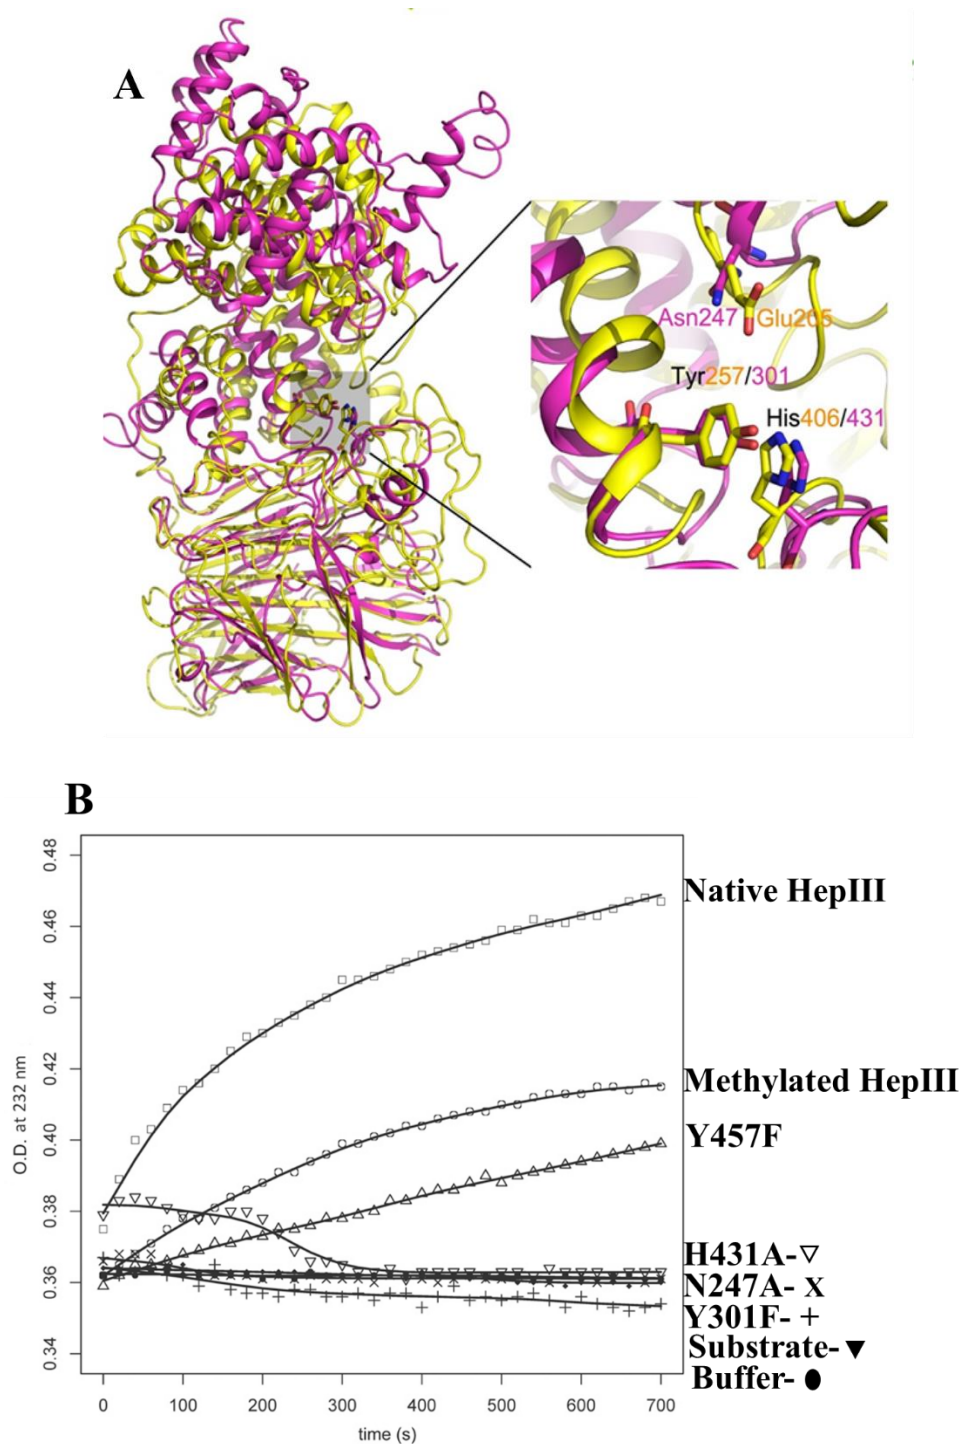 A
Asn247 Glu265
Tyr257/301
His406/431
B
0.48
0.46
0.44
0.42
0.40
0.38
0.36
0.34
O.D. at 232 nm
Native HepIII
Methylated HepIII
Y457F
H431A-▽
N247A- X
Y301F- +
Substrate-▼
Buffer- ●
0 100 200 300 400 500 600 700
time (s)